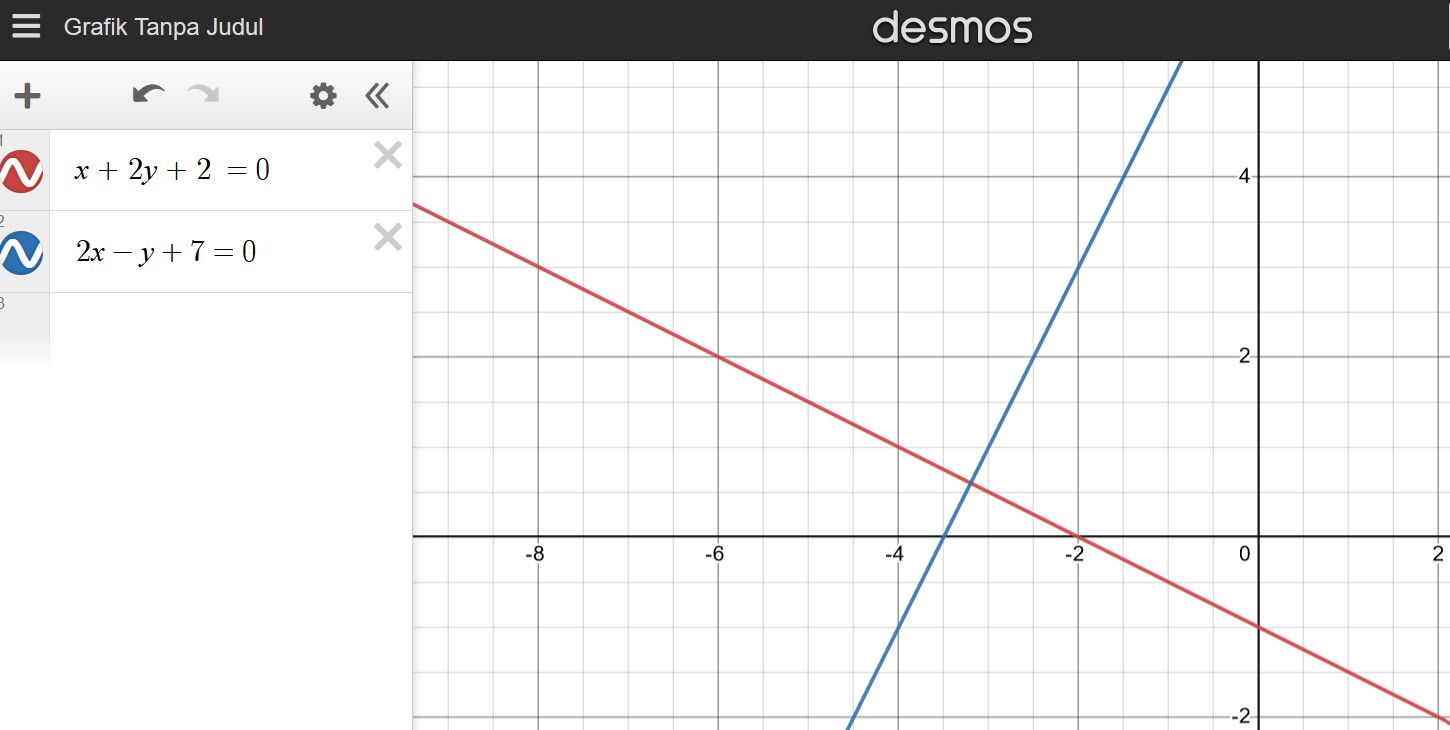 Grafik Tanpa Judul
desmos
1
x + 2y + 2 = 0
2
2x − y + 7 = 0
3
4
2
-8 -6 -4 -2 0 2
-2